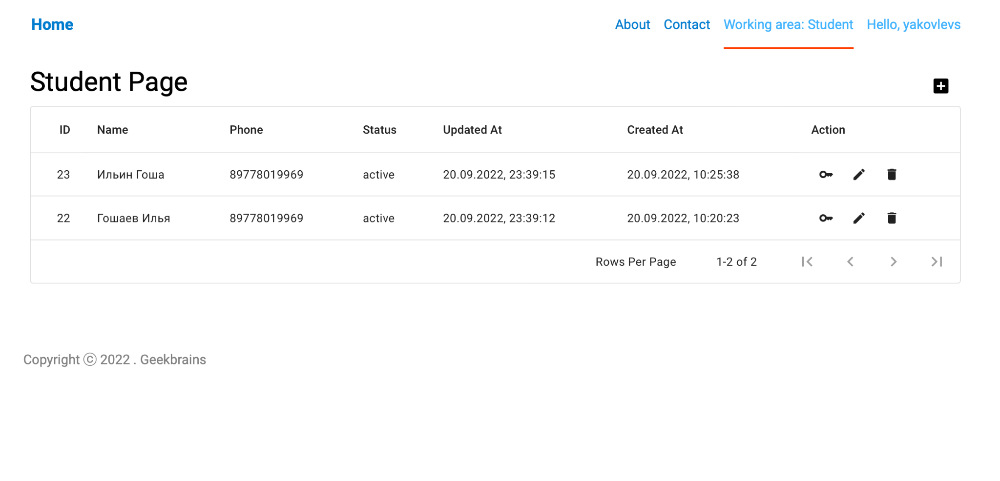 Home About Contact Working area: Student Hello, yakovlevs
Student Page
ID Name Phone Status Updated At Created At Action
23 Ильин Гоша 89778019969 active 20.09.2022, 23:39:15 20.09.2022, 10:25:38
22 Гошаев Илья 89778019969 active 20.09.2022, 23:39:12 20.09.2022, 10:20:23
Rows Per Page 1-2 of 2
Copyright ⓒ 2022 . Geekbrains